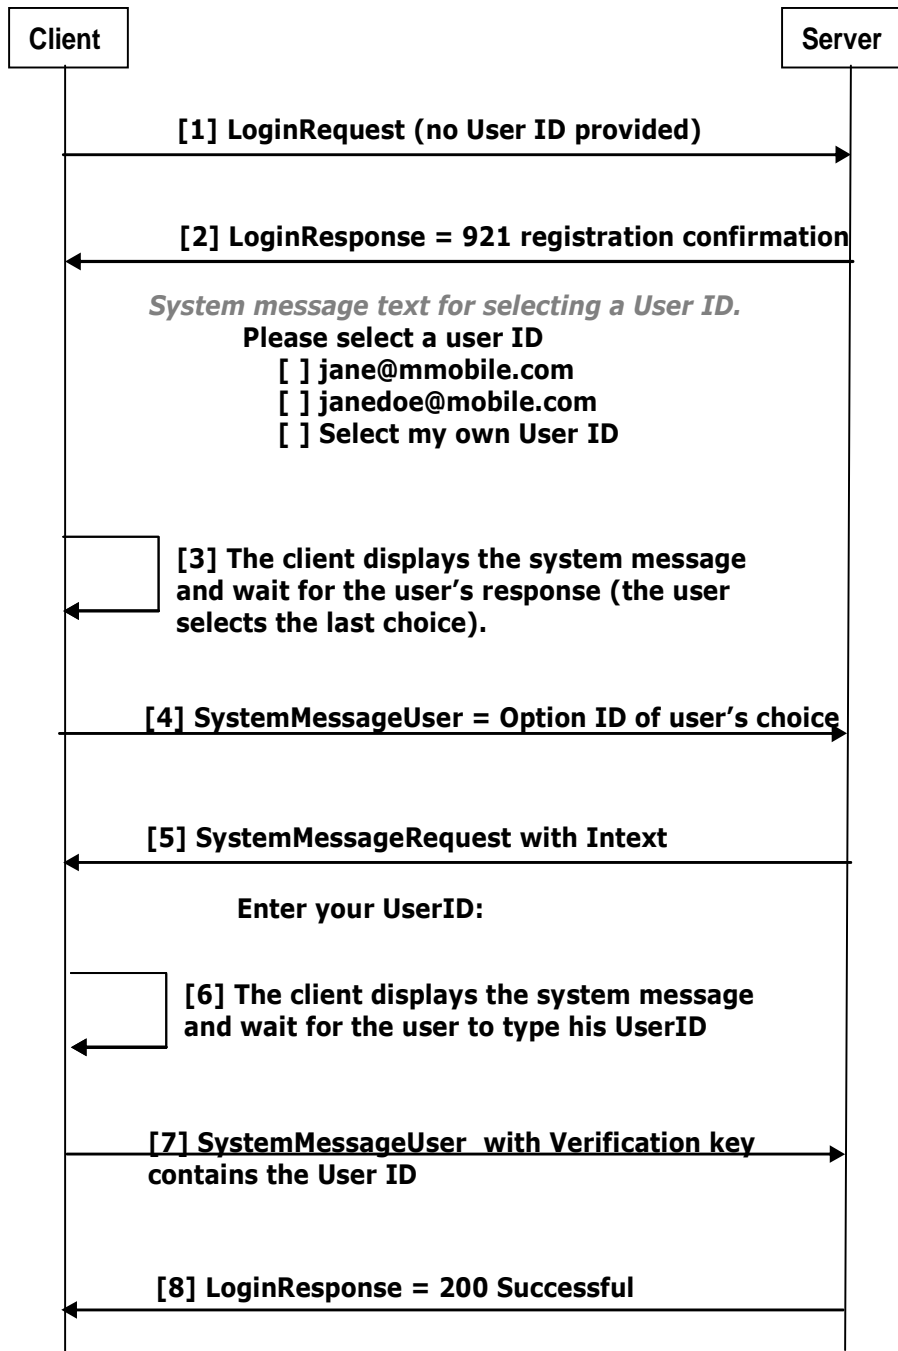 Client
Server
[1] LoginRequest (no User ID provided)
[2] LoginResponse = 921 registration confirmation
System message text for selecting a User ID.
Please select a user ID
[ ] jane@mmobile.com
[ ] janedoe@mobile.com
[ ] Select my own User ID
[3] The client displays the system message
and wait for the user’s response (the user
selects the last choice).
[4] SystemMessageUser = Option ID of user’s choice
[5] SystemMessageRequest with Intext
Enter your UserID:
[6] The client displays the system message
and wait for the user to type his UserID
[7] SystemMessageUser  with Verification key
contains the User ID
[8] LoginResponse = 200 Successful